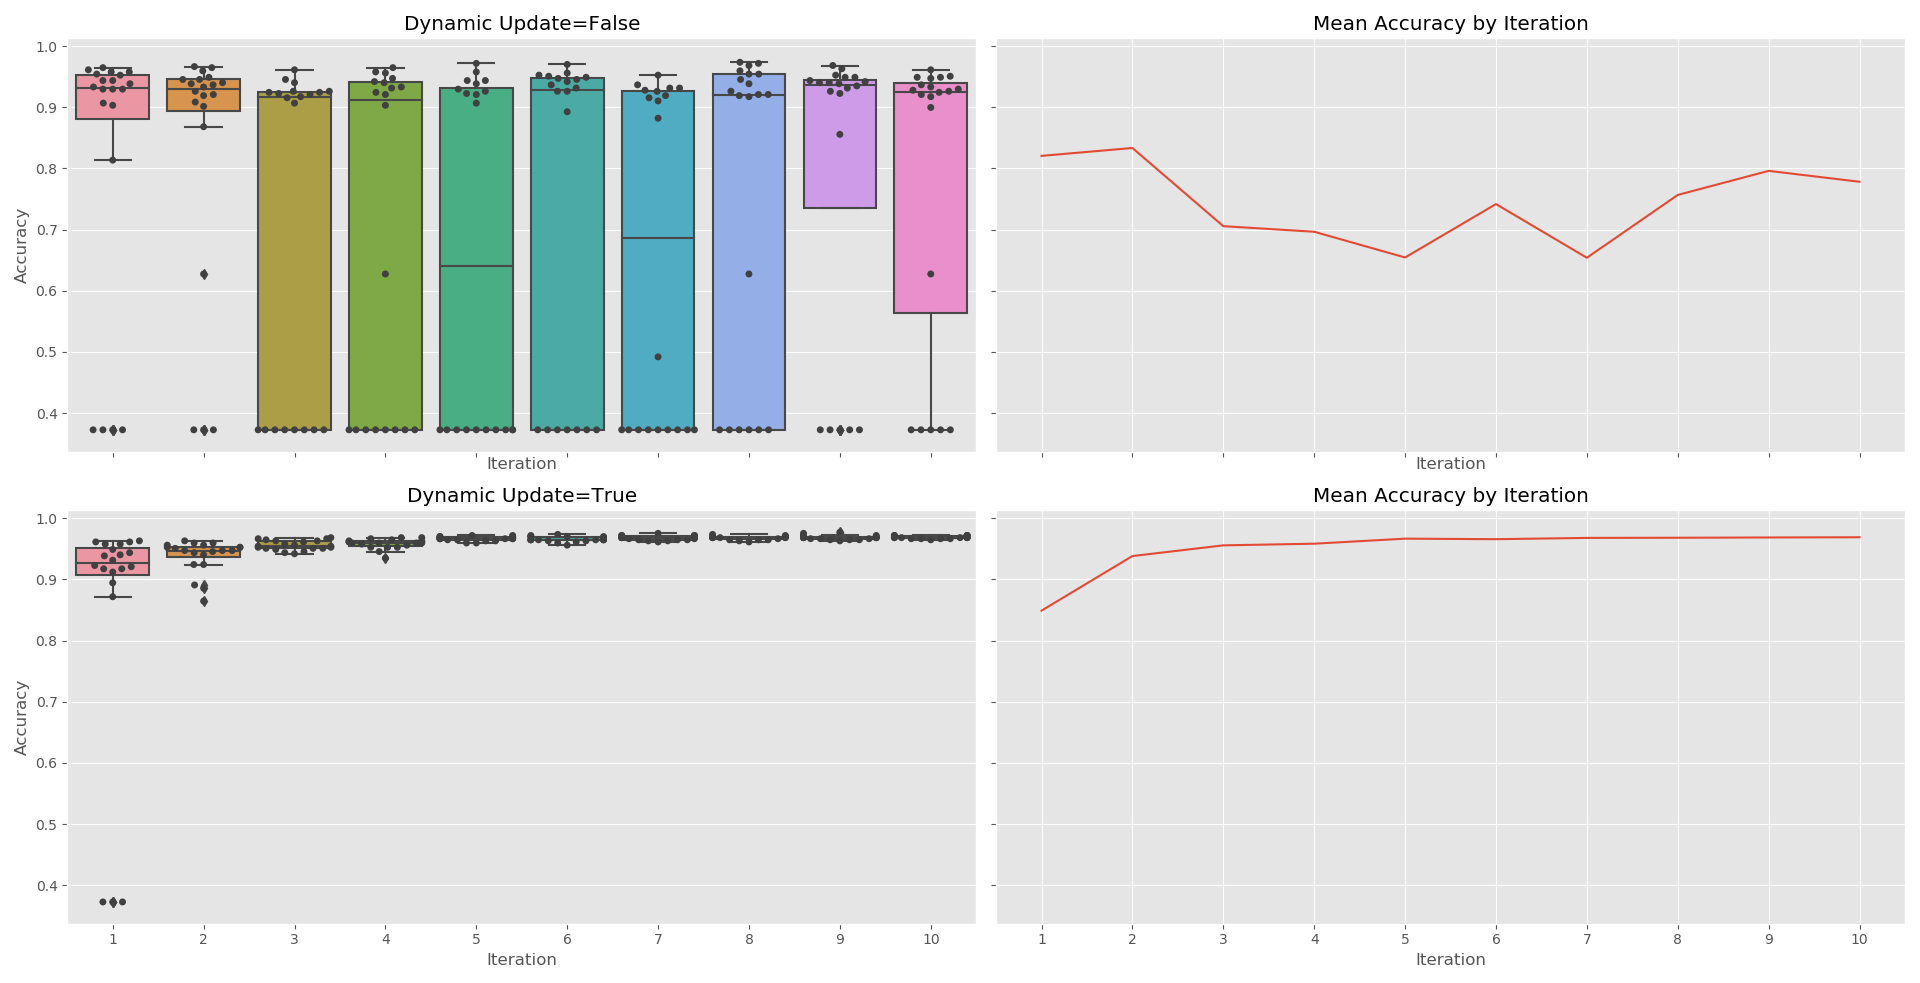 Dynamic Update=False
Mean Accuracy by Iteration
1.0
0.9
0.8
0.7
0.6
0.5
0.4
Accuracy
Iteration
Iteration
Dynamic Update=True
Mean Accuracy by Iteration
1.0
0.9
0.8
0.7
0.6
0.5
0.4
Accuracy
1 2 3 4 5 6 7 8 9 10
1 2 3 4 5 6 7 8 9 10
Iteration
Iteration